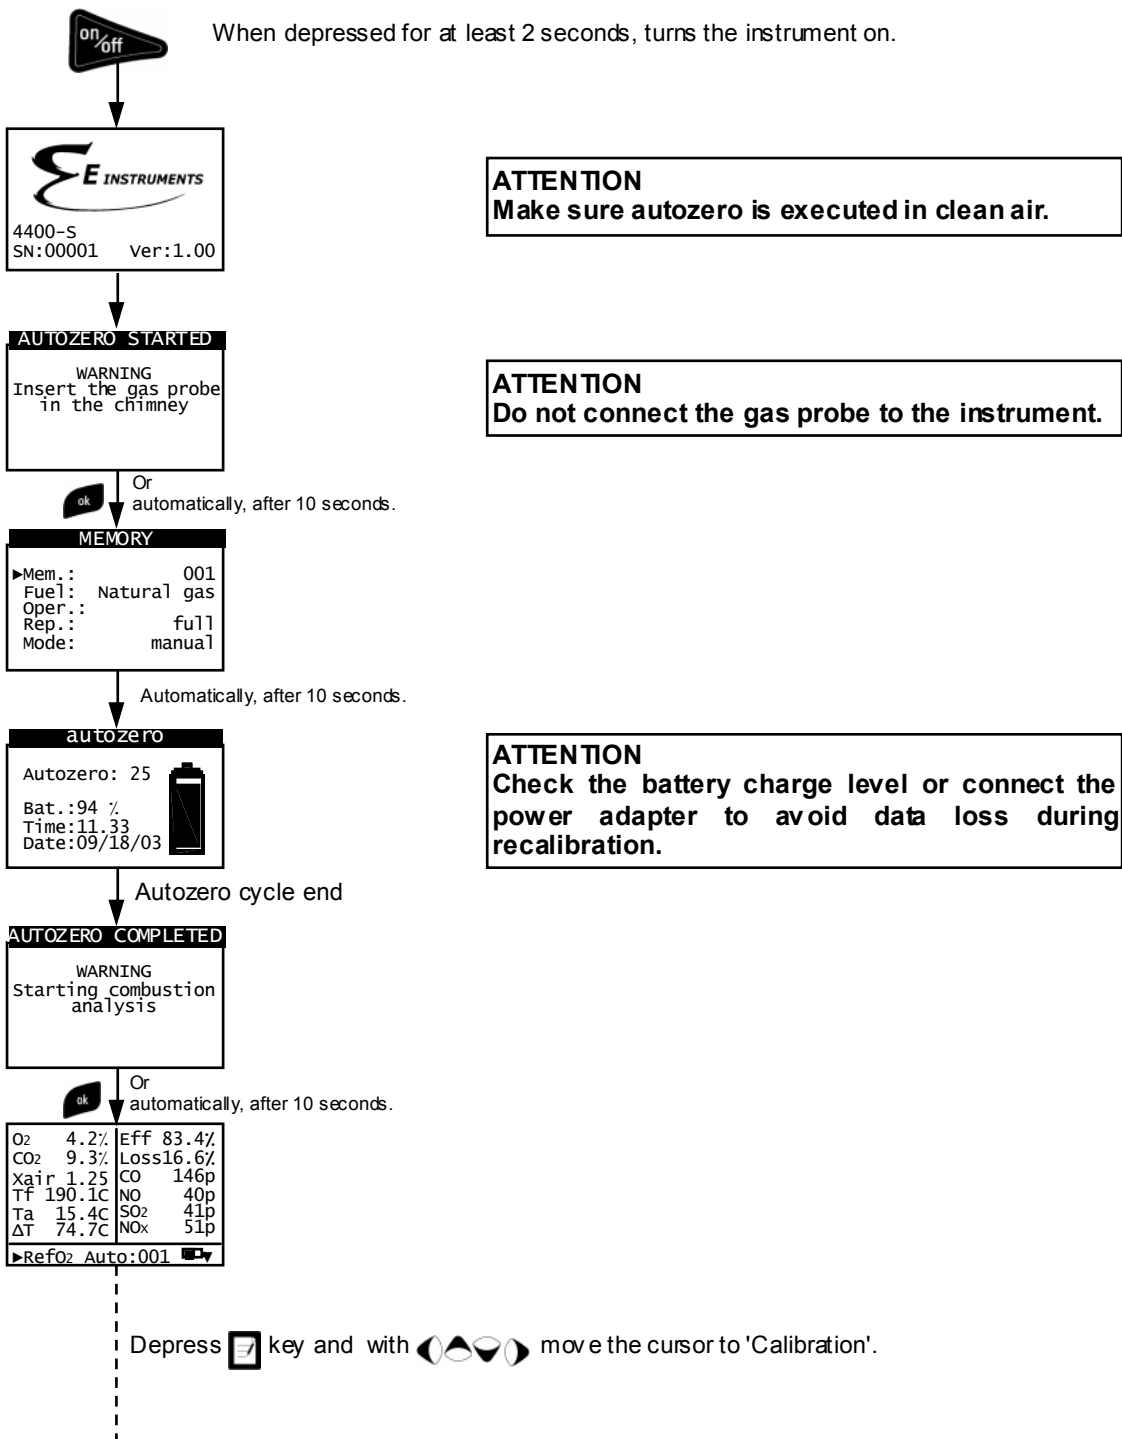 on/off
When depressed for at least 2 seconds, turns the instrument on.
E INSTRUMENTS
4400-S
SN:00001 Ver:1.00
ATTENTION
Make sure autozero is executed in clean air.
AUTOZERO STARTED
WARNING
Insert the gas probe
in the chimney
ATTENTION
Do not connect the gas probe to the instrument.
ok
Or
automatically, after 10 seconds.
MEMORY
►Mem.: 001
Fuel: Natural gas
Oper.:
Rep.: full
Mode: manual
Automatically, after 10 seconds.
autozero
Autozero: 25
Bat.:94 %
Time:11.33
Date:09/18/03
ATTENTION
Check the battery charge level or connect the
power adapter to avoid data loss during
recalibration.
Autozero cycle end
AUTOZERO COMPLETED
WARNING
Starting combustion
analysis
ok
Or
automatically, after 10 seconds.
O2 4.2% Eff 83.4%
CO2 9.3% Loss16.6%
Xair 1.25 CO 146p
Tf 190.1C NO 40p
Ta 15.4C SO2 41p
ΔT 74.7C NOx 51p
►RefO2 Auto:001
Depress key and with move the cursor to 'Calibration'.